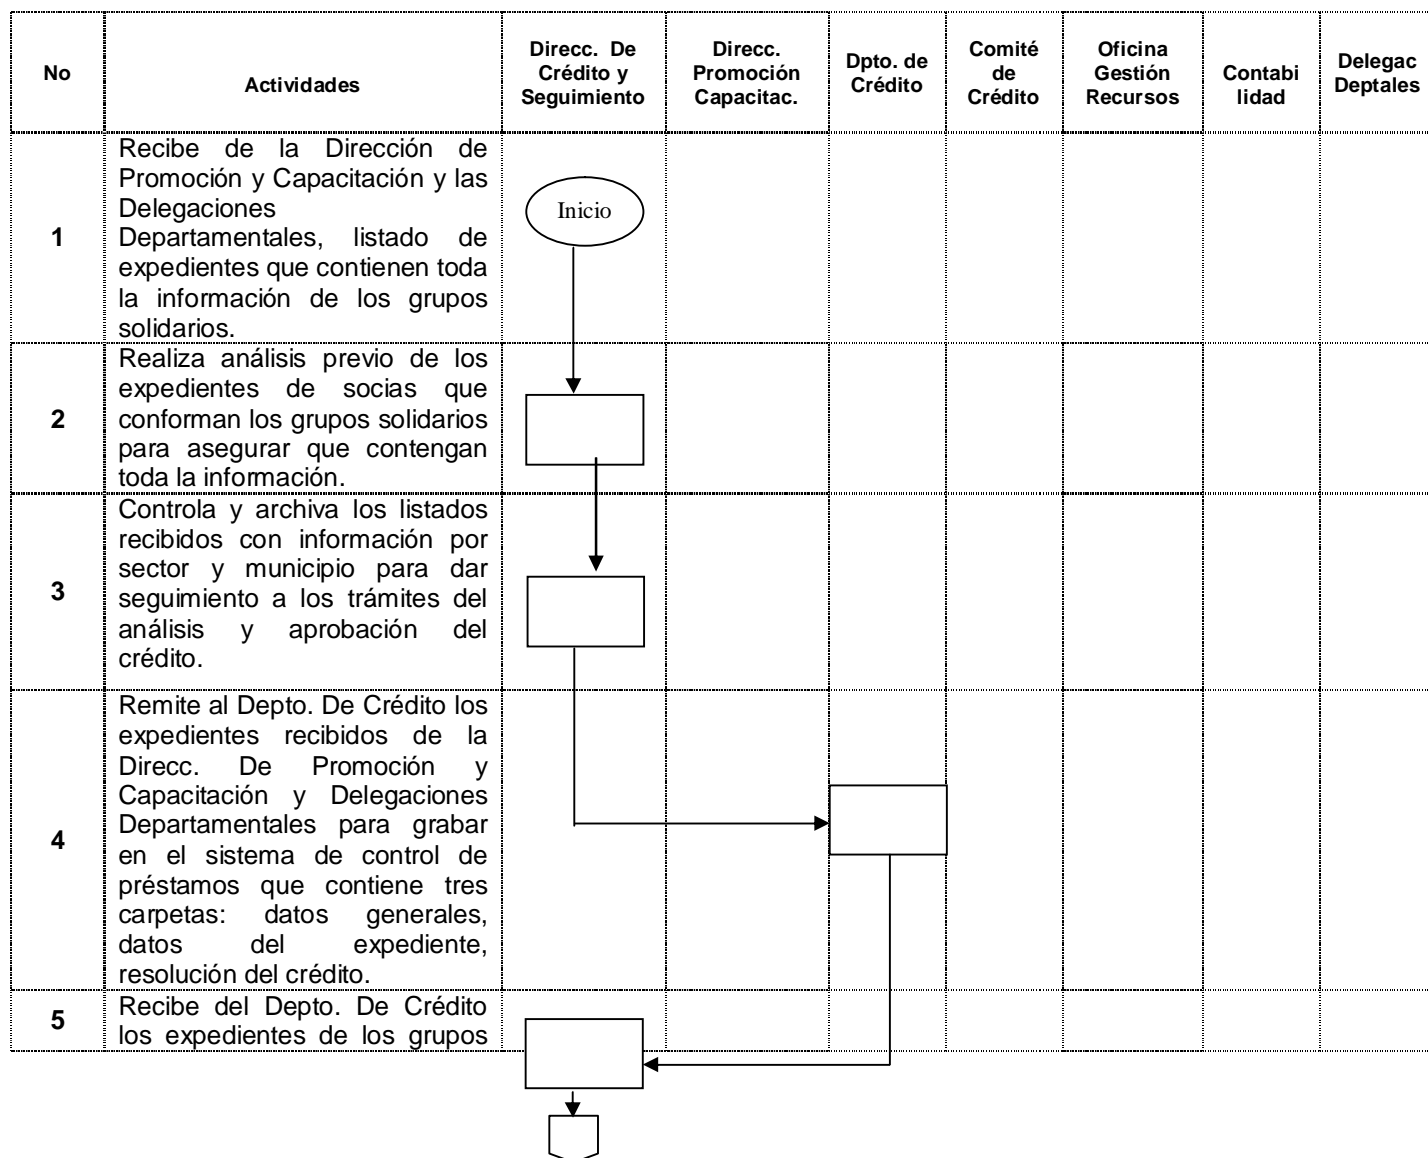 No
Actividades
Direcc. De
Crédito y
Seguimiento
Direcc.
Promoción
Capacitac.
Dpto. de
Crédito
Comité
de
Crédito
Oficina
Gestión
Recursos
Contabi
lidad
Delegac
Deptales
1
Recibe de la Dirección de
Promoción y Capacitación y las
Delegaciones
Departamentales, listado de
expedientes que contienen toda
la información de los grupos
solidarios.
Inicio
2
Realiza análisis previo de los
expedientes de socias que
conforman los grupos solidarios
para asegurar que contengan
toda la información.
3
Controla y archiva los listados
recibidos con información por
sector y municipio para dar
seguimiento a los trámites del
análisis y aprobación del
crédito.
4
Remite al Depto. De Crédito los
expedientes recibidos de la
Direcc. De Promoción y
Capacitación y Delegaciones
Departamentales para grabar
en el sistema de control de
préstamos que contiene tres
carpetas: datos generales,
datos del expediente,
resolución del crédito.
5
Recibe del Depto. De Crédito
los expedientes de los grupos